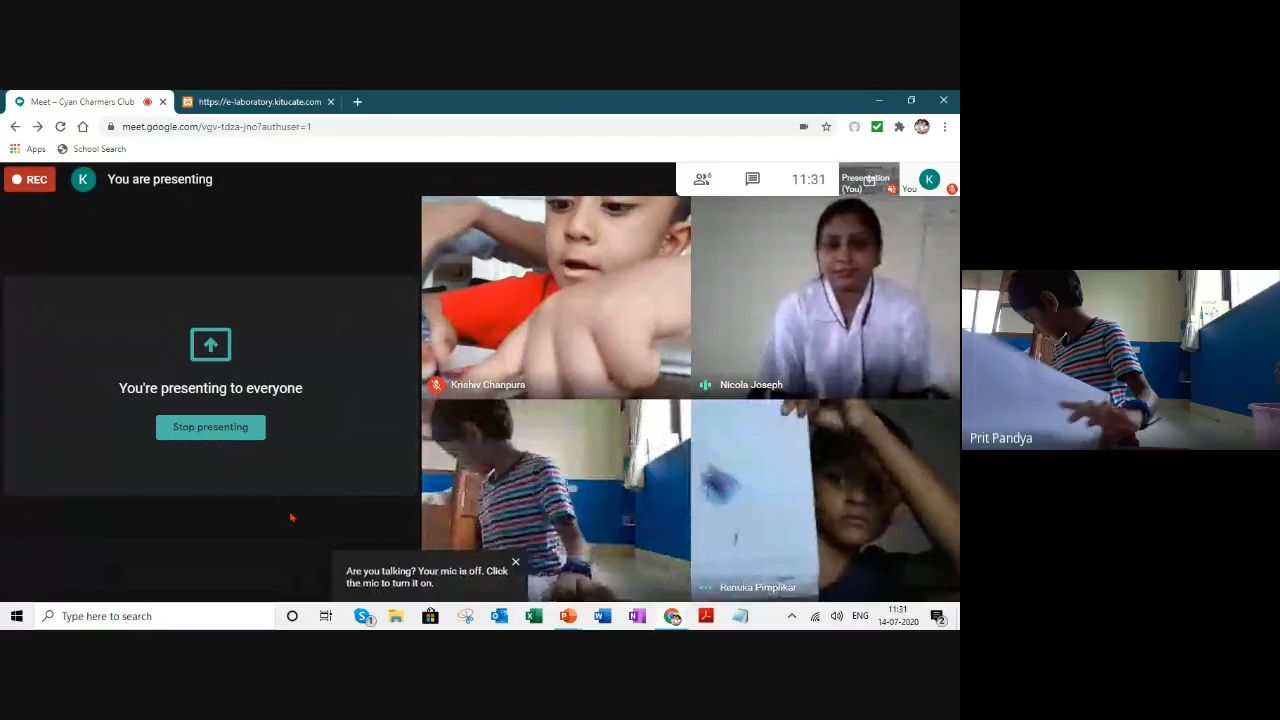 Meet – Cyan Charmers Club
https://e-laboratory.kitucate.com
meet.google.com/vgv-tdza-jno?authuser=1
Apps
School Search
REC
K
You are presenting
6
11:31
Presentation
(You)
You
K
You're presenting to everyone
Stop presenting
Krishiv Chanpura
Nicola Joseph
Renuka Pimplikar
Prit Pandya
Are you talking? Your mic is off. Click
the mic to turn it on.
Type here to search
ENG
11:31
14-07-2020
1
2